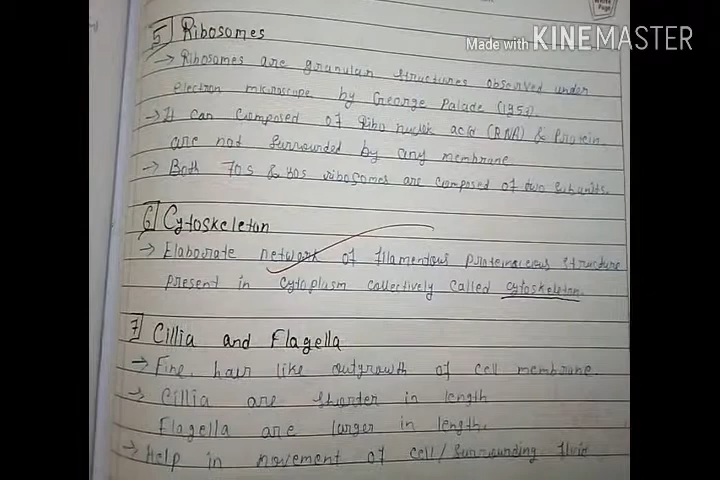 White Page
Made with KINEMASTER
5] Ribosomes
→ Ribosomes are granular structures observed under
electron microscope by George Palade (1953).
→ It can composed of Ribo nucleic acid (RNA) & Protein
are not surrounded by any membrane
→ Both 70s & 80s ribosomes are composed of two subunits.
6] Cytoskeleton
→ Elaborate network of filamentous proteinaceous structure
present in cytoplasm collectively called cytoskeleton.
7] Cillia and Flagella
→ Fine, hair like outgrowth of cell membrane
→ Cillia are shorter in length
Flagella are larger in length.
→ Help in movement of cell/surrounding